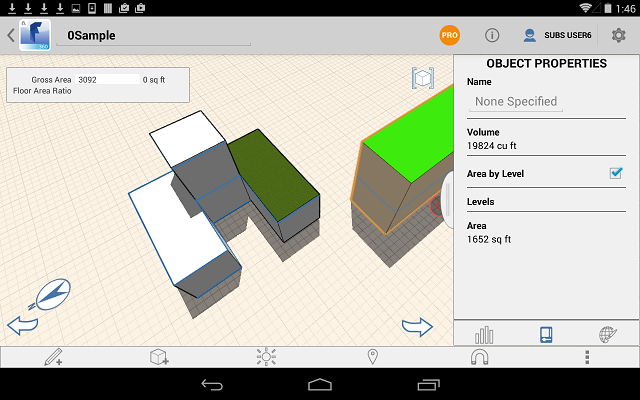 1:46
0Sample
PRO
SUBS USER6
Gross Area 3092 0 sq ft
Floor Area Ratio
OBJECT PROPERTIES
Name
None Specified
Volume
19824 cu ft
Area by Level
Levels
Area
1652 sq ft
N